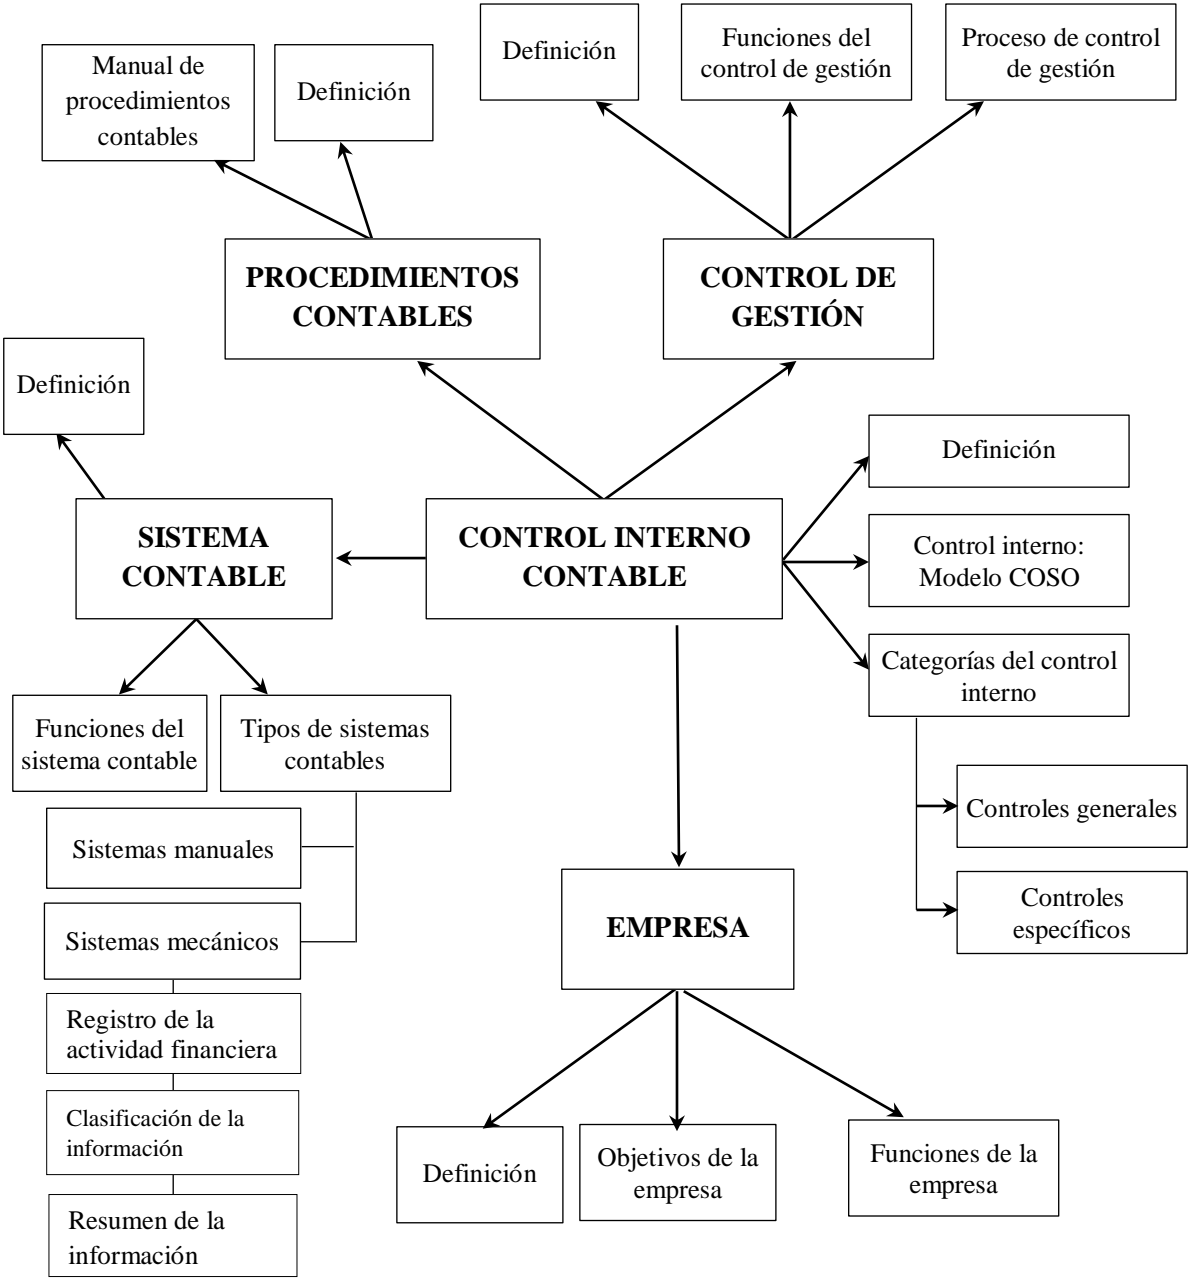 Definición
Funciones del
control de gestión
Proceso de control
de gestión
Manual de
procedimientos
contables
Definición
PROCEDIMIENTOS
CONTABLES
CONTROL DE
GESTIÓN
Definición
Definición
SISTEMA
CONTABLE
CONTROL INTERNO
CONTABLE
Control interno:
Modelo COSO
Categorías del control
interno
Funciones del
sistema contable
Tipos de sistemas
contables
Controles generales
Sistemas manuales
Controles
específicos
Sistemas mecánicos
EMPRESA
Registro de la
actividad financiera
Clasificación de la
información
Definición
Objetivos de la
empresa
Funciones de la
empresa
Resumen de la
información